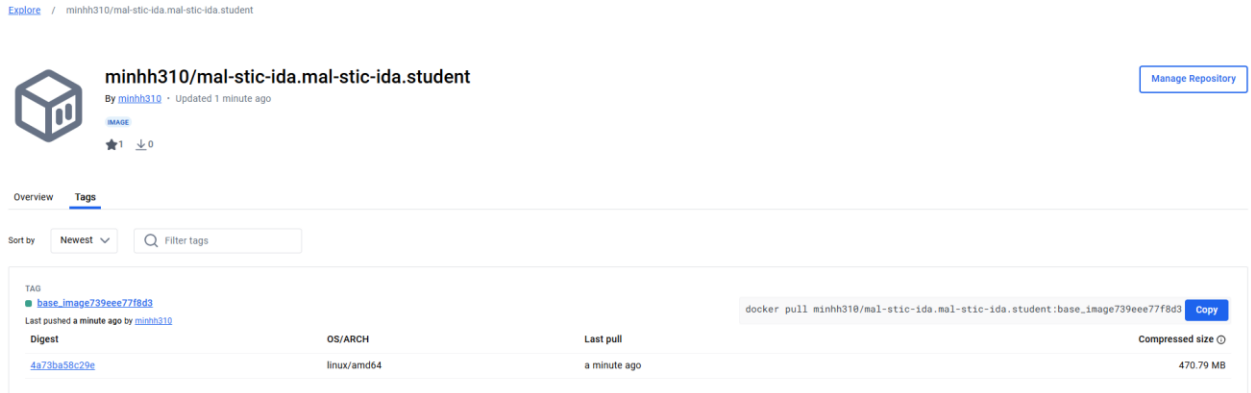 Explore / minhh310/mal-stic-ida.mal-stic-ida.student
minhh310/mal-stic-ida.mal-stic-ida.student
Manage Repository
By minhh310 · Updated 1 minute ago
IMAGE
1 0
Overview Tags
Sort by Newest Filter tags
TAG
base_image739eee77f8d3
docker pull minhh310/mal-stic-ida.mal-stic-ida.student:base_image739eee77f8d3 Copy
Last pushed a minute ago by minhh310
Digest OS/ARCH Last pull Compressed size
4a73ba58c29e linux/amd64 a minute ago 470.79 MB